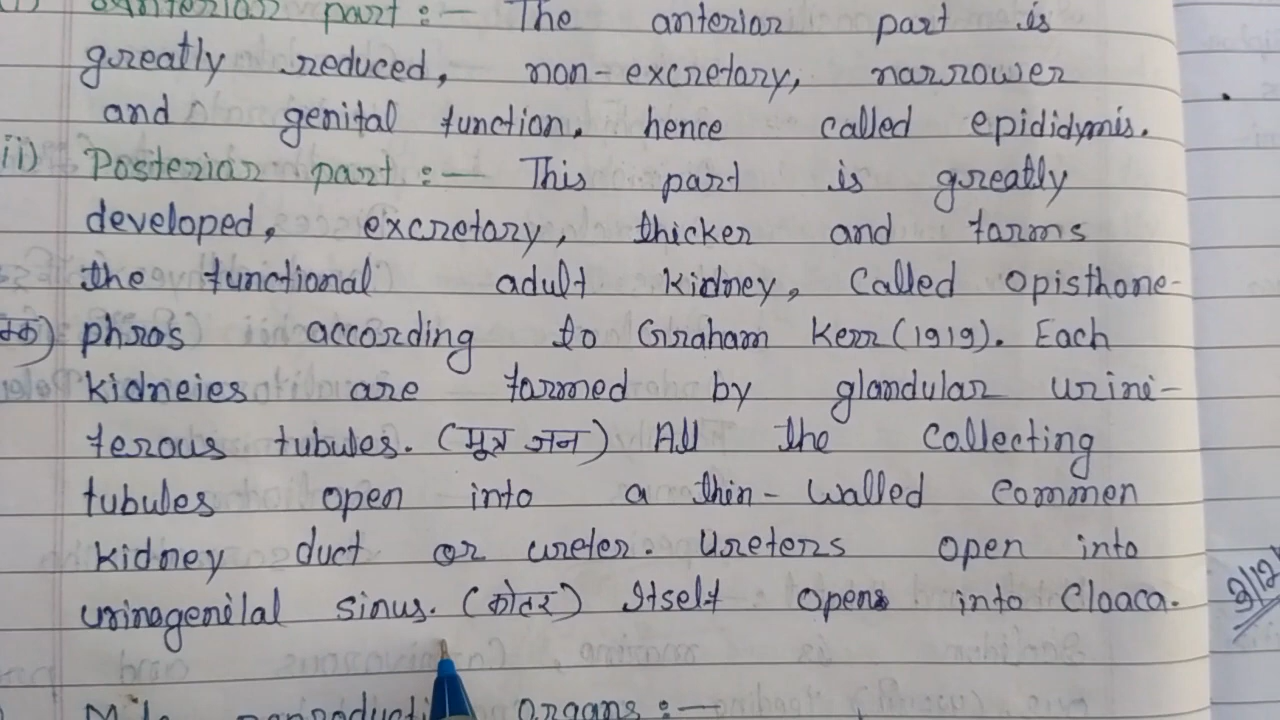 i) Anterior part :— The anterior part is
greatly reduced, non-excretory, narrower
and genital function, hence called epididymis.
ii) Posterior part :— This part is greatly
developed, excretory, thicker and forms
the functional adult kidney, Called Opisthone-
phros according to Graham Kerr (1919). Each
kidneies are formed by glandular urini-
ferous tubules. (मूत्र जन) All the Collecting
tubules open into a thin-walled common
kidney duct or ureter. Ureters open into
urinogenital sinus. (कोटर) Itself opens into Cloaca.
Organs :—